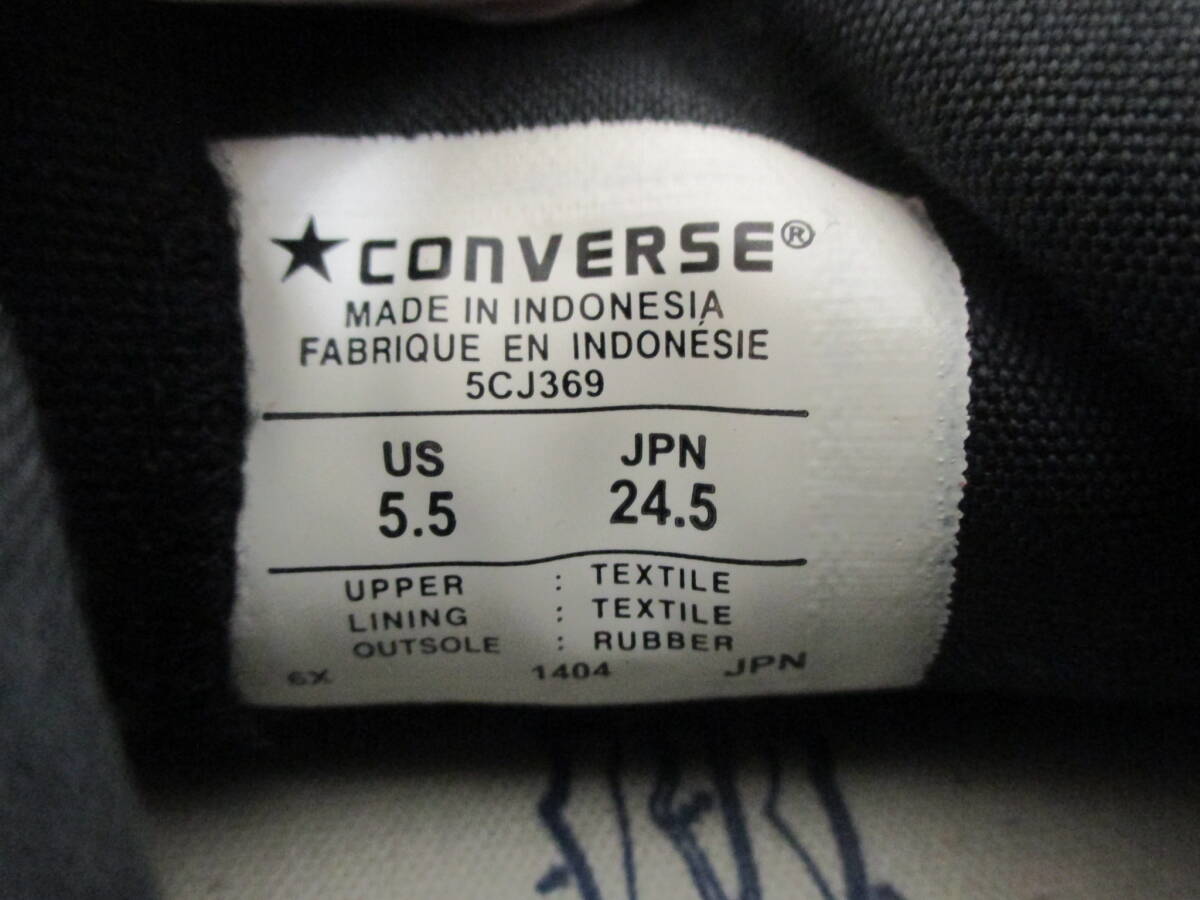 ★CONVERSE®
MADE IN INDONESIA
FABRIQUE EN INDONÉSIE
5CJ369
US JPN
5.5 24.5
UPPER : TEXTILE
LINING : TEXTILE
OUTSOLE : RUBBER
6X 1404 JPN